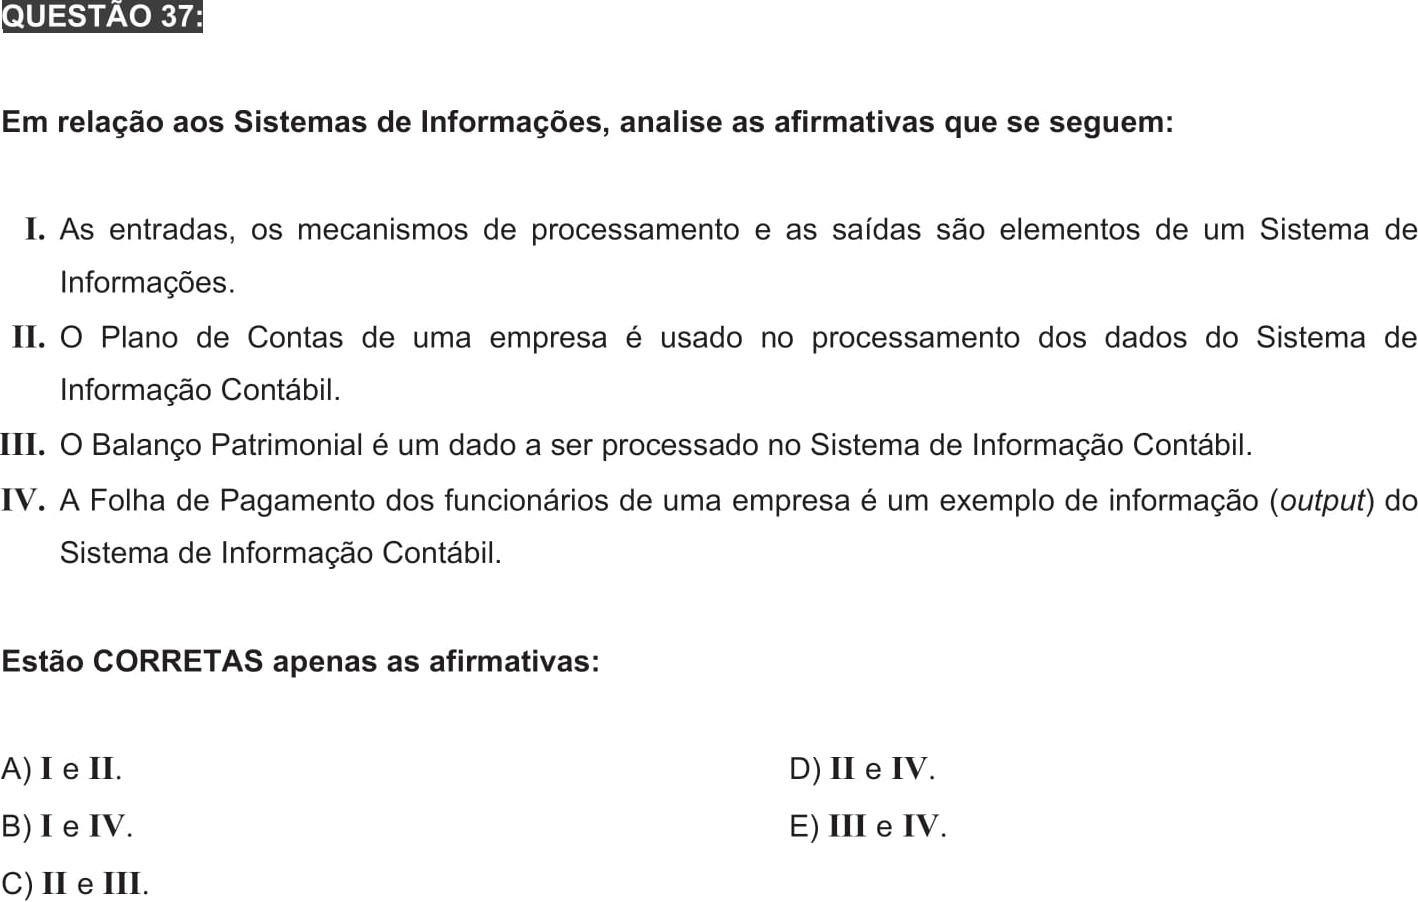 QUESTÃO 37:
Em relação aos Sistemas de Informações, analise as afirmativas que se seguem:
I. As entradas, os mecanismos de processamento e as saídas são elementos de um Sistema de
Informações.
II. O Plano de Contas de uma empresa é usado no processamento dos dados do Sistema de
Informação Contábil.
III. O Balanço Patrimonial é um dado a ser processado no Sistema de Informação Contábil.
IV. A Folha de Pagamento dos funcionários de uma empresa é um exemplo de informação (output) do
Sistema de Informação Contábil.
Estão CORRETAS apenas as afirmativas:
A) I e II.
B) I e IV.
C) II e III.
D) II e IV.
E) III e IV.